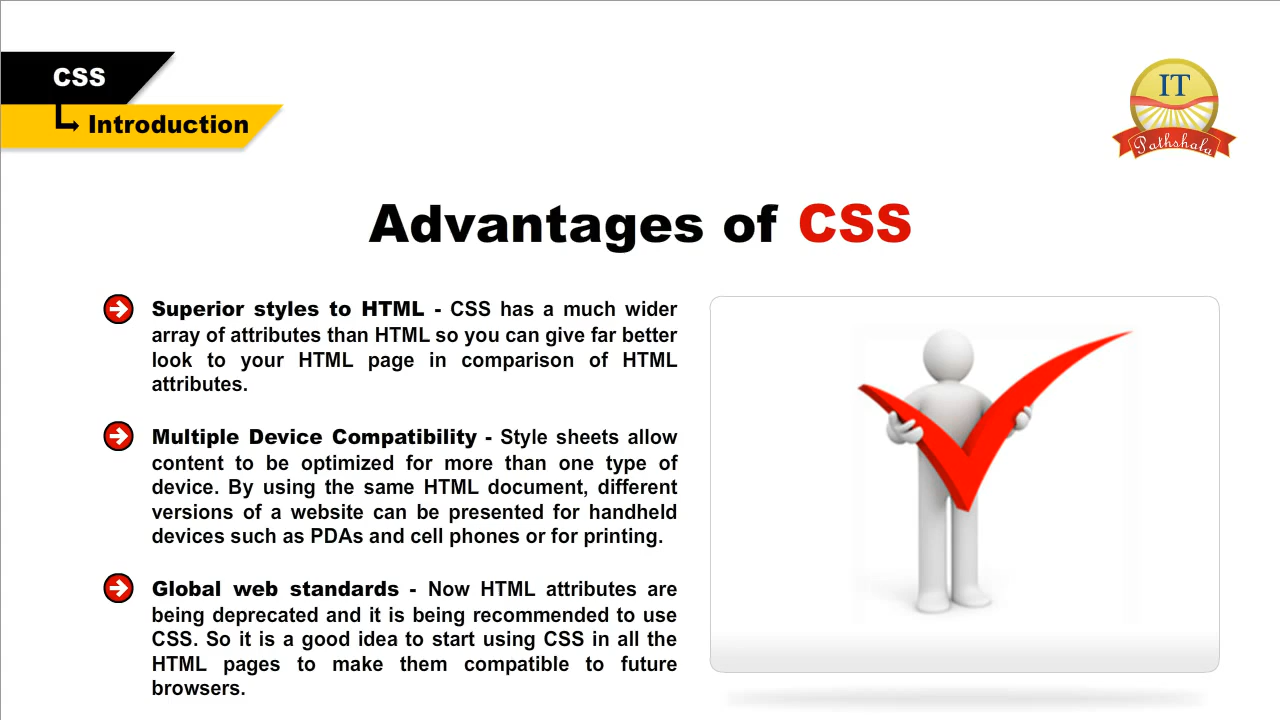 CSS
Introduction
IT
Pathshala
Advantages of CSS
Superior styles to HTML - CSS has a much wider
array of attributes than HTML so you can give far better
look to your HTML page in comparison of HTML
attributes.
Multiple Device Compatibility - Style sheets allow
content to be optimized for more than one type of
device. By using the same HTML document, different
versions of a website can be presented for handheld
devices such as PDAs and cell phones or for printing.
Global web standards - Now HTML attributes are
being deprecated and it is being recommended to use
CSS. So it is a good idea to start using CSS in all the
HTML pages to make them compatible to future
browsers.